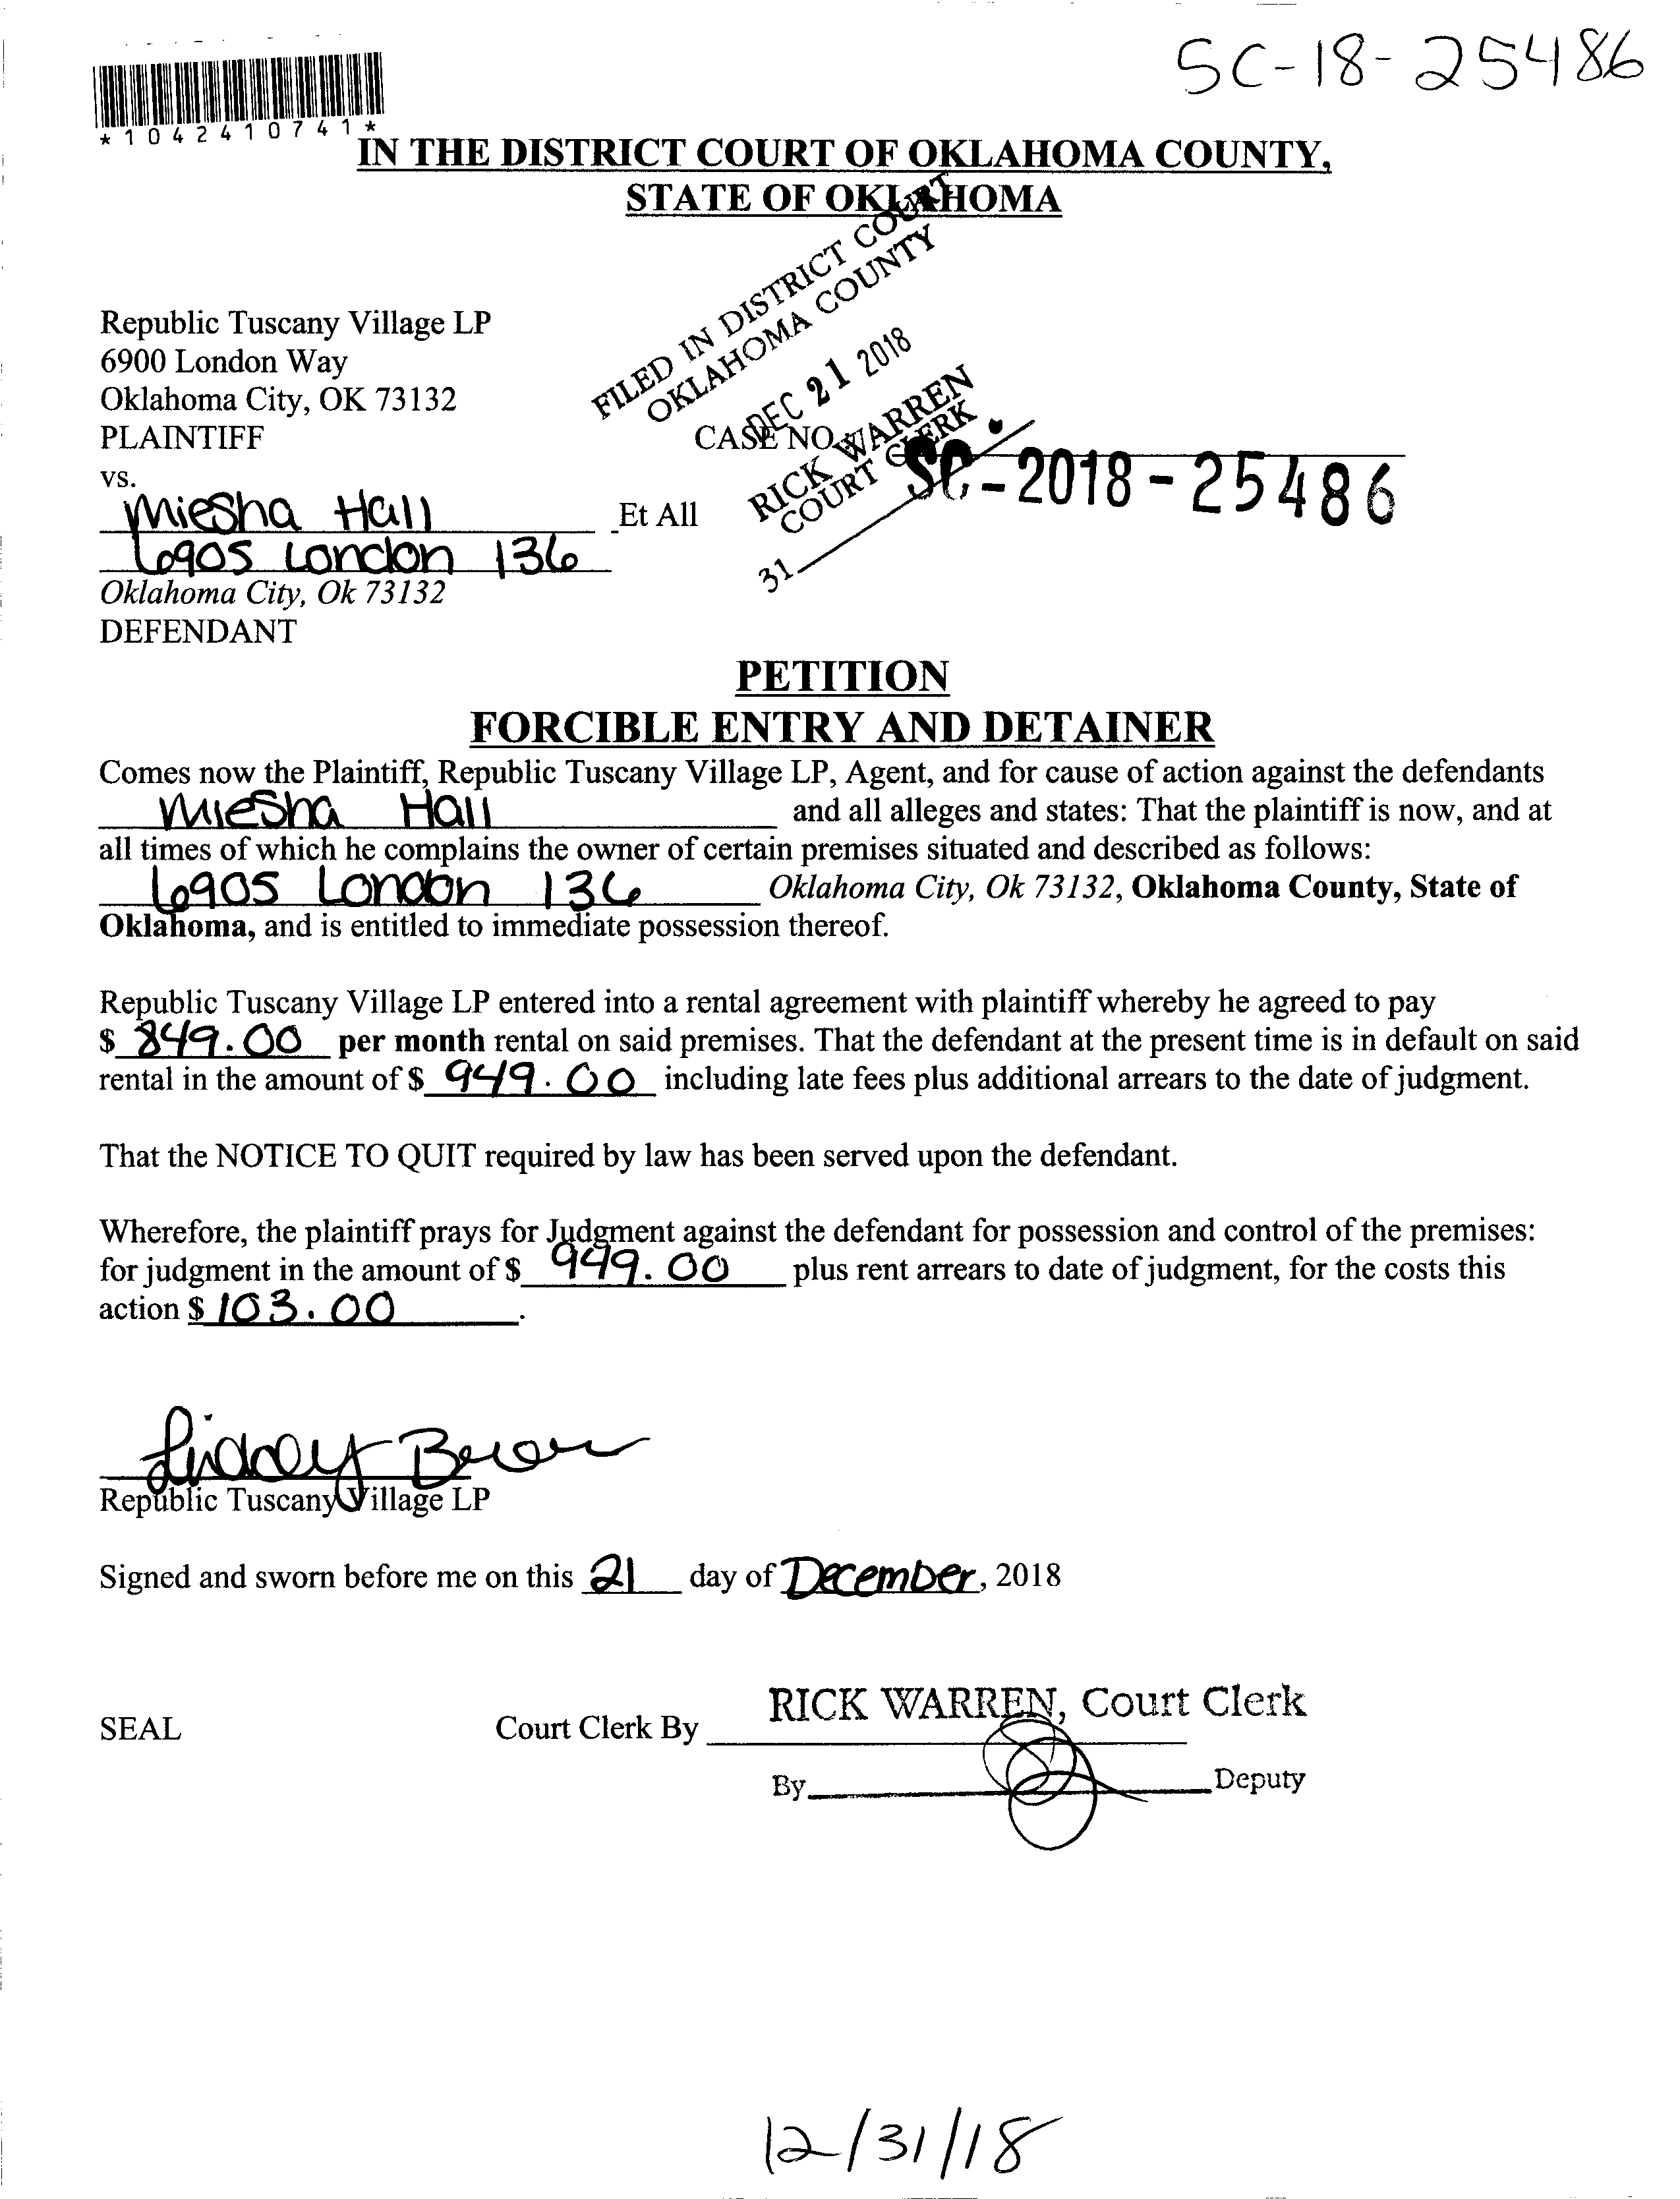 SC-18-25486
*1042410741*
IN THE DISTRICT COURT OF OKLAHOMA COUNTY,
STATE OF OKLAHOMA
FILED IN DISTRICT COURT
OKLAHOMA COUNTY
DEC 21 2018
RICK WARREN
COURT CLERK
31
Republic Tuscany Village LP
6900 London Way
Oklahoma City, OK 73132
PLAINTIFF
CASE NO.
SC-2018-25486
vs.
Miesha Hall Et All
6905 London 136
Oklahoma City, Ok 73132
DEFENDANT
PETITION
FORCIBLE ENTRY AND DETAINER
Comes now the Plaintiff, Republic Tuscany Village LP, Agent, and for cause of action against the defendants
Miesha Hall and all alleges and states: That the plaintiff is now, and at
all times of which he complains the owner of certain premises situated and described as follows:
6905 London 136 Oklahoma City, Ok 73132, Oklahoma County, State of
Oklahoma, and is entitled to immediate possession thereof.
Republic Tuscany Village LP entered into a rental agreement with plaintiff whereby he agreed to pay
$ 849.00 per month rental on said premises. That the defendant at the present time is in default on said
rental in the amount of $ 949.00 including late fees plus additional arrears to the date of judgment.
That the NOTICE TO QUIT required by law has been served upon the defendant.
Wherefore, the plaintiff prays for Judgment against the defendant for possession and control of the premises:
for judgment in the amount of $ 949.00 plus rent arrears to date of judgment, for the costs this
action $ 103.00.
Republic Tuscany Village LP
Signed and sworn before me on this 21 day of December, 2018
RICK WARREN, Court Clerk
SEAL Court Clerk By
By Deputy
12/31/18